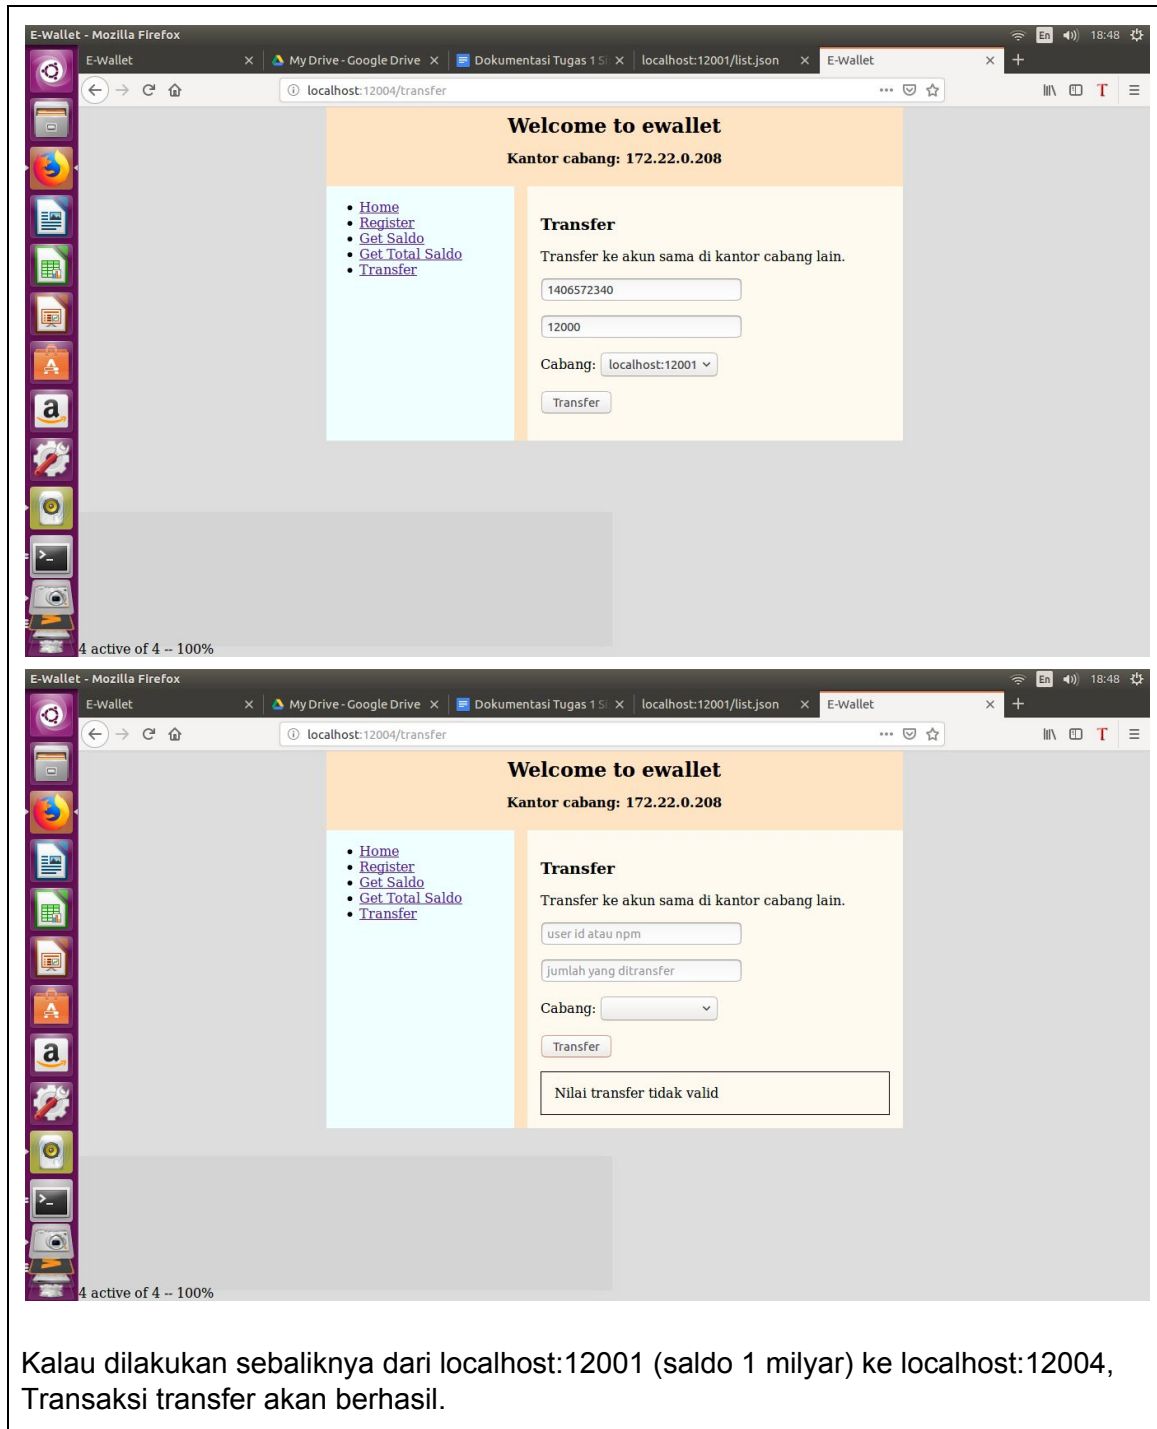 E-Wallet - Mozilla Firefox
En
18:48
E-Wallet
My Drive - Google Drive
Dokumentasi Tugas 1 Si
localhost:12001/list.json
E-Wallet
localhost:12004/transfer
Welcome to ewallet
Kantor cabang: 172.22.0.208
Home
Register
Get Saldo
Get Total Saldo
Transfer
Transfer
Transfer ke akun sama di kantor cabang lain.
1406572340
12000
Cabang: localhost:12001
Transfer
4 active of 4 -- 100%
E-Wallet - Mozilla Firefox
En
18:48
E-Wallet
My Drive - Google Drive
Dokumentasi Tugas 1 Si
localhost:12001/list.json
E-Wallet
localhost:12004/transfer
Welcome to ewallet
Kantor cabang: 172.22.0.208
Home
Register
Get Saldo
Get Total Saldo
Transfer
Transfer
Transfer ke akun sama di kantor cabang lain.
user id atau npm
jumlah yang ditransfer
Cabang:
Transfer
Nilai transfer tidak valid
4 active of 4 -- 100%
Kalau dilakukan sebaliknya dari localhost:12001 (saldo 1 milyar) ke localhost:12004,
Transaksi transfer akan berhasil.